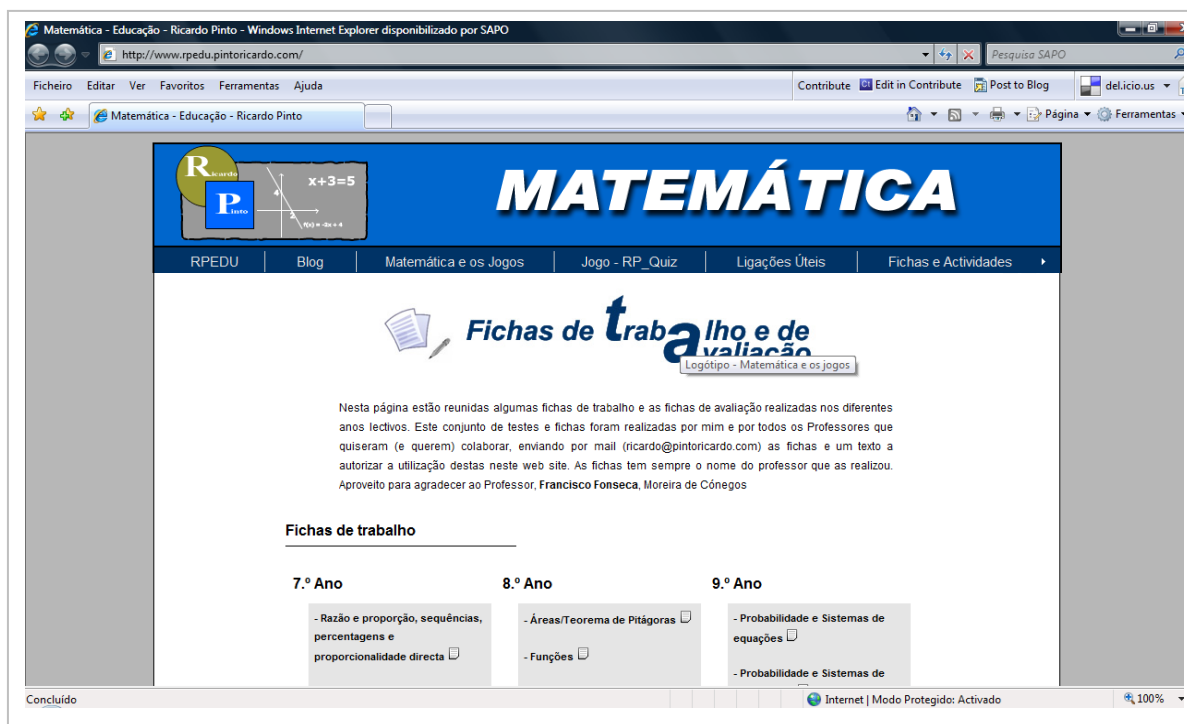 Matemática - Educação - Ricardo Pinto - Windows Internet Explorer disponibilizado por SAPO
http://www.rpedu.pintoricardo.com/
Pesquisa SAPO
Ficheiro Editar Ver Favoritos Ferramentas Ajuda
Contribute Edit in Contribute Post to Blog
del.icio.us
Matemática - Educação - Ricardo Pinto
Página Ferramentas
Ricardo
Pinto
x+3=5
4
2
f(x) = -2x + 4
MATEMÁTICA
RPEDU Blog Matemática e os Jogos Jogo - RP_Quiz Ligações Úteis Fichas e Actividades
Fichas de trabalho e de
avaliação
Logótipo - Matemática e os jogos
Nesta página estão reunidas algumas fichas de trabalho e as fichas de avaliação realizadas nos diferentes
anos lectivos. Este conjunto de testes e fichas foram realizadas por mim e por todos os Professores que
quiseram (e querem) colaborar, enviando por mail (ricardo@pintoricardo.com) as fichas e um texto a
autorizar a utilização destas neste web site. As fichas tem sempre o nome do professor que as realizou.
Aproveito para agradecer ao Professor, Francisco Fonseca, Moreira de Cónegos
Fichas de trabalho
7.º Ano
- Razão e proporção, sequências,
percentagens e
proporcionalidade directa
8.º Ano
- Áreas/Teorema de Pitágoras
- Funções
9.º Ano
- Probabilidade e Sistemas de
equações
- Probabilidade e Sistemas de
Concluído
Internet | Modo Protegido: Activado
100%